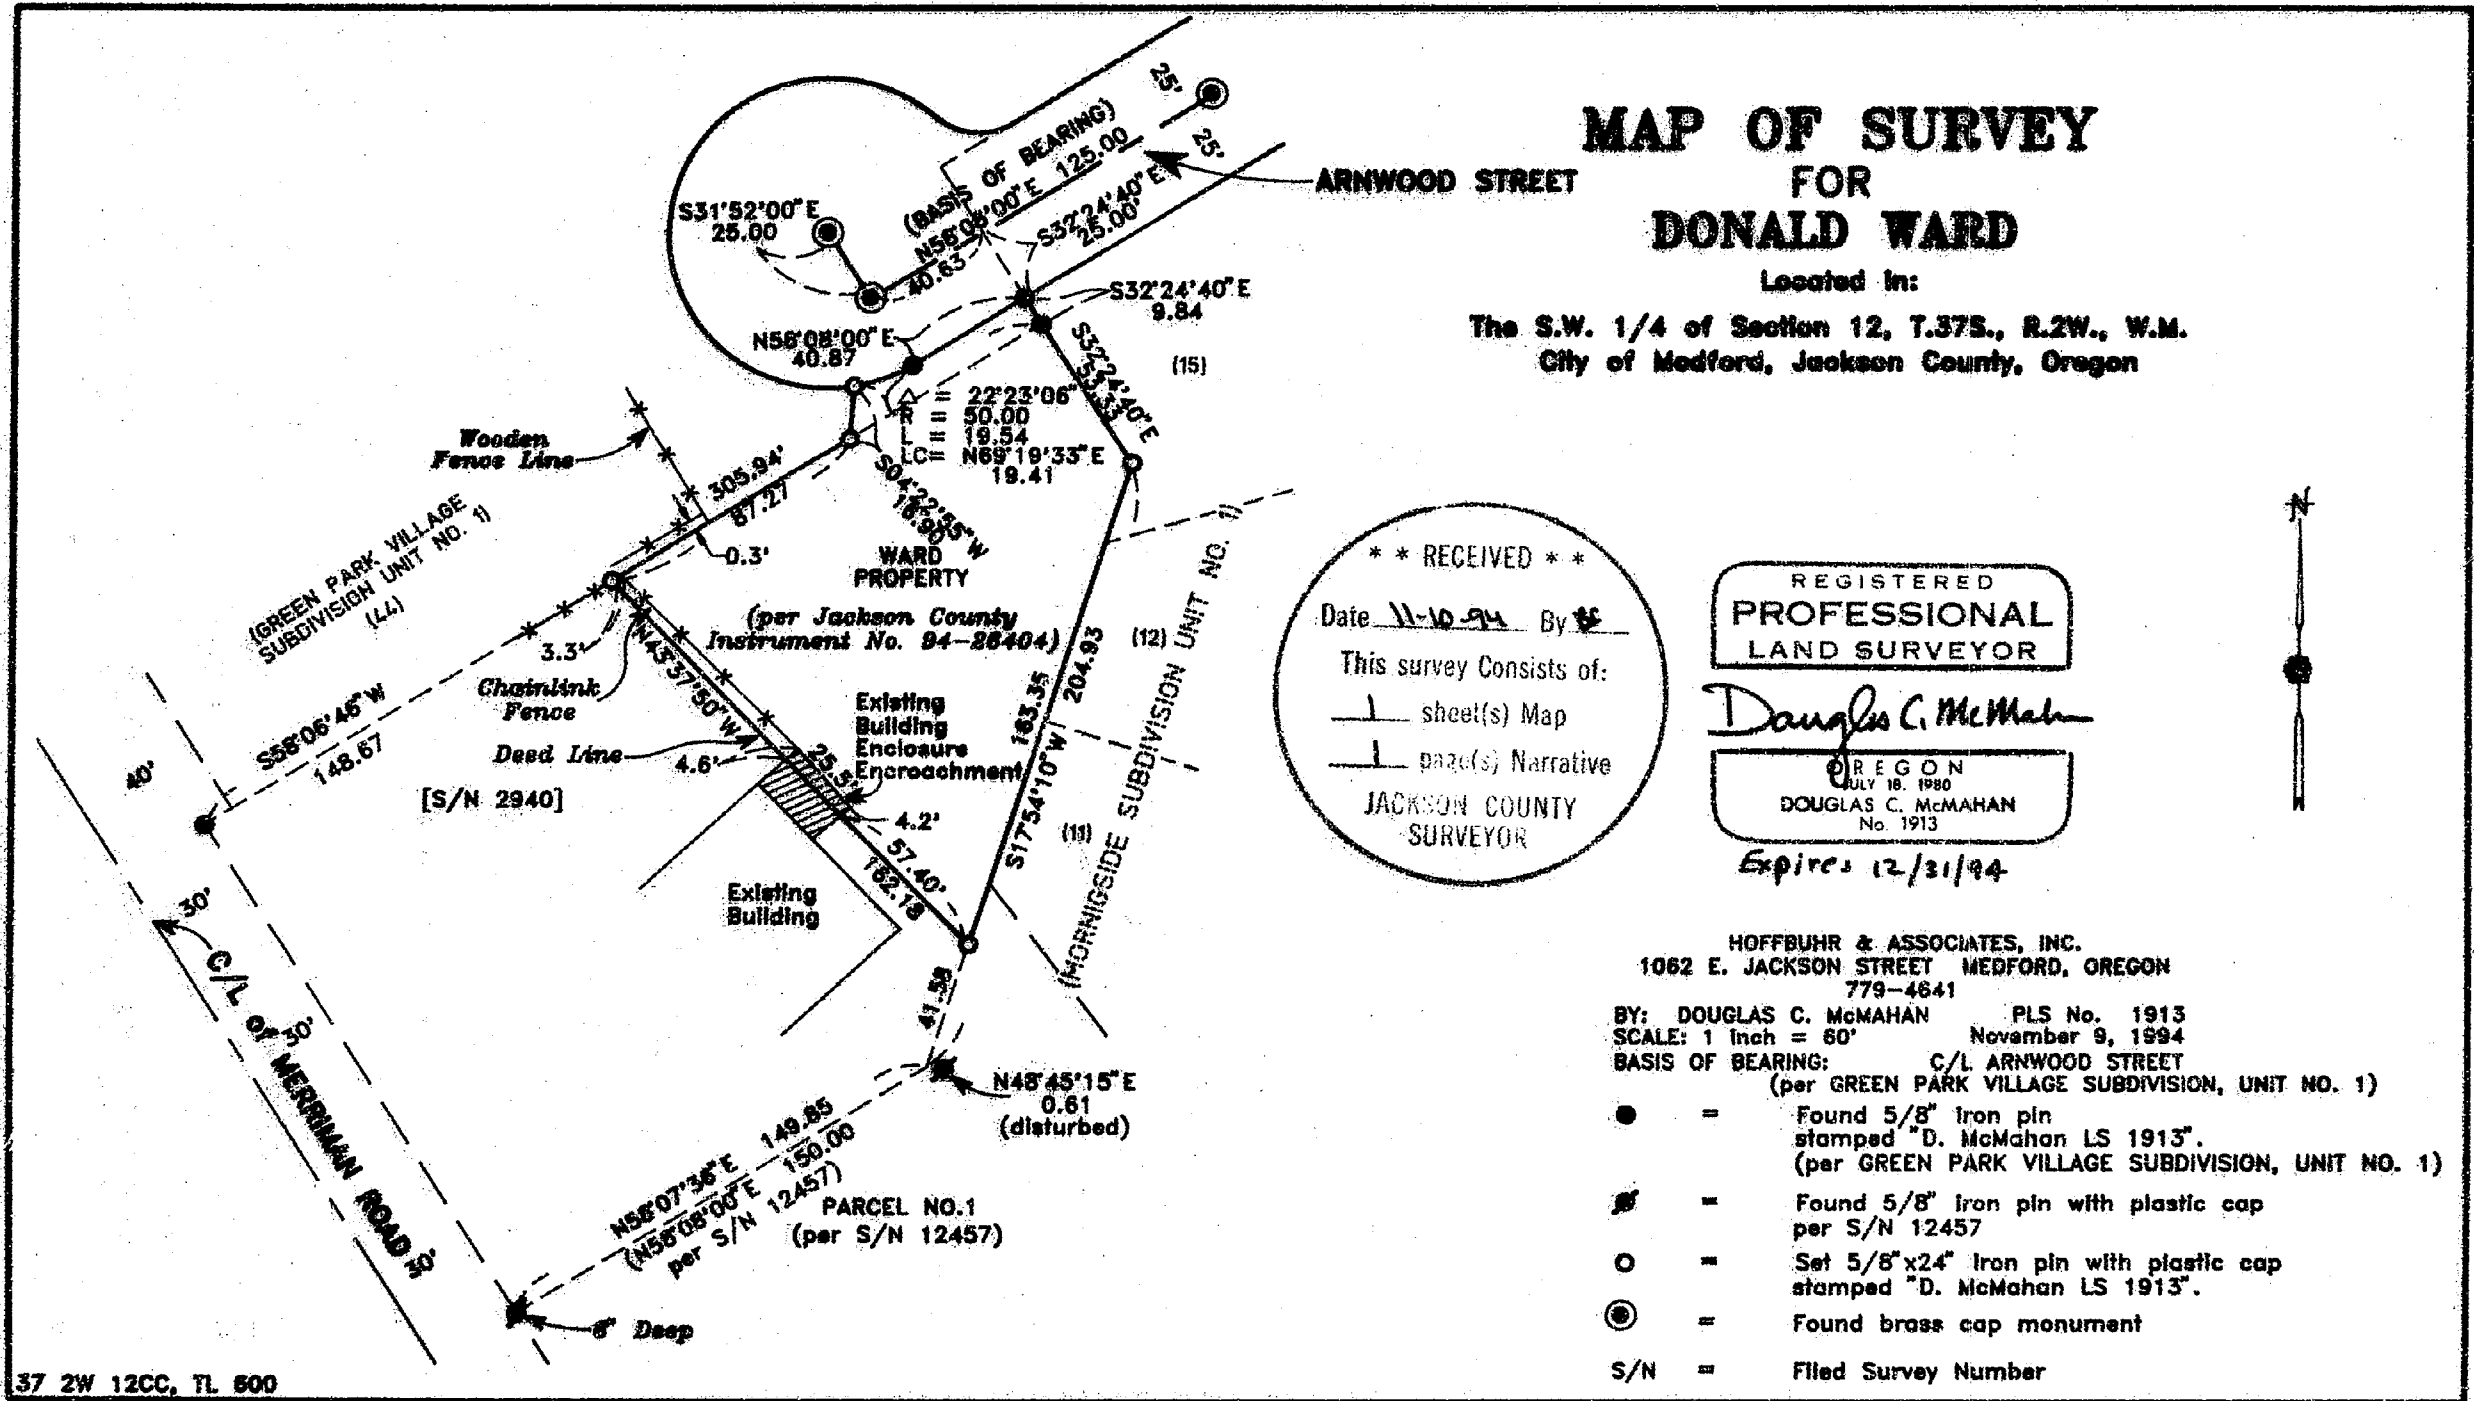 MAP OF SURVEY
FOR
DONALD WARD
Located in:
The S.W. 1/4 of Section 12, T.37S., R.2W., W.M.
City of Medford, Jackson County, Oregon
25'
25'
(BASIS OF BEARING)
N58°08'00"E 125.00
40.63
ARNWOOD STREET
S31°52'00"E
25.00
S32°24'40"E
25.00'
S32°24'40"E
9.84
N58°08'00"E
40.87
S32°24'40"E
53.33
(15)
△ = 22°23'06"
R = 50.00
L = 19.54
LC= N69°19'33"E
19.41
S04°22'55"W
16.90
Wooden
Fence Line
305.94'
87.27
0.3'
(GREEN PARK VILLAGE
SUBDIVISION UNIT NO. 1)
(44)
WARD
PROPERTY
(per Jackson County
Instrument No. 94-26404)
3.3'
Chainlink
Fence
N43°37'50"W
Deed Line
4.6'
25.5'
Existing
Building
Enclosure
Encroachment
4.2'
57.40'
162.18
Existing
Building
163.35
204.93
S17°54'10"W
(12)
(11)
(MORNIGSIDE SUBDIVISION UNIT NO. 1)
S58°06'46"W
148.67
[S/N 2940]
40'
30'
C/L of MERRIMAN ROAD
30'
30'
41.58
N48°45'15"E
0.61
(disturbed)
N58°07'36"E 149.85
(N58°08'00"E 150.00
per S/N 12457)
PARCEL NO.1
(per S/N 12457)
6" Deep
37 2W 12CC, TL 600
* * RECEIVED * *
Date 11-10-94 By
This survey Consists of:
1 sheet(s) Map
1 page(s) Narrative
JACKSON COUNTY
SURVEYOR
N
REGISTERED
PROFESSIONAL
LAND SURVEYOR
Douglas C. McMahan
OREGON
JULY 18, 1980
DOUGLAS C. McMAHAN
No. 1913
Expires 12/31/94
HOFFBUHR & ASSOCIATES, INC.
1062 E. JACKSON STREET MEDFORD, OREGON
779-4641
BY: DOUGLAS C. McMAHAN PLS No. 1913
SCALE: 1 inch = 60' November 9, 1994
BASIS OF BEARING: C/L ARNWOOD STREET
(per GREEN PARK VILLAGE SUBDIVISION, UNIT NO. 1)
= Found 5/8" iron pin
stamped "D. McMahan LS 1913".
(per GREEN PARK VILLAGE SUBDIVISION, UNIT NO. 1)
= Found 5/8" iron pin with plastic cap
per S/N 12457
= Set 5/8"x24" iron pin with plastic cap
stamped "D. McMahan LS 1913".
= Found brass cap monument
S/N = Filed Survey Number